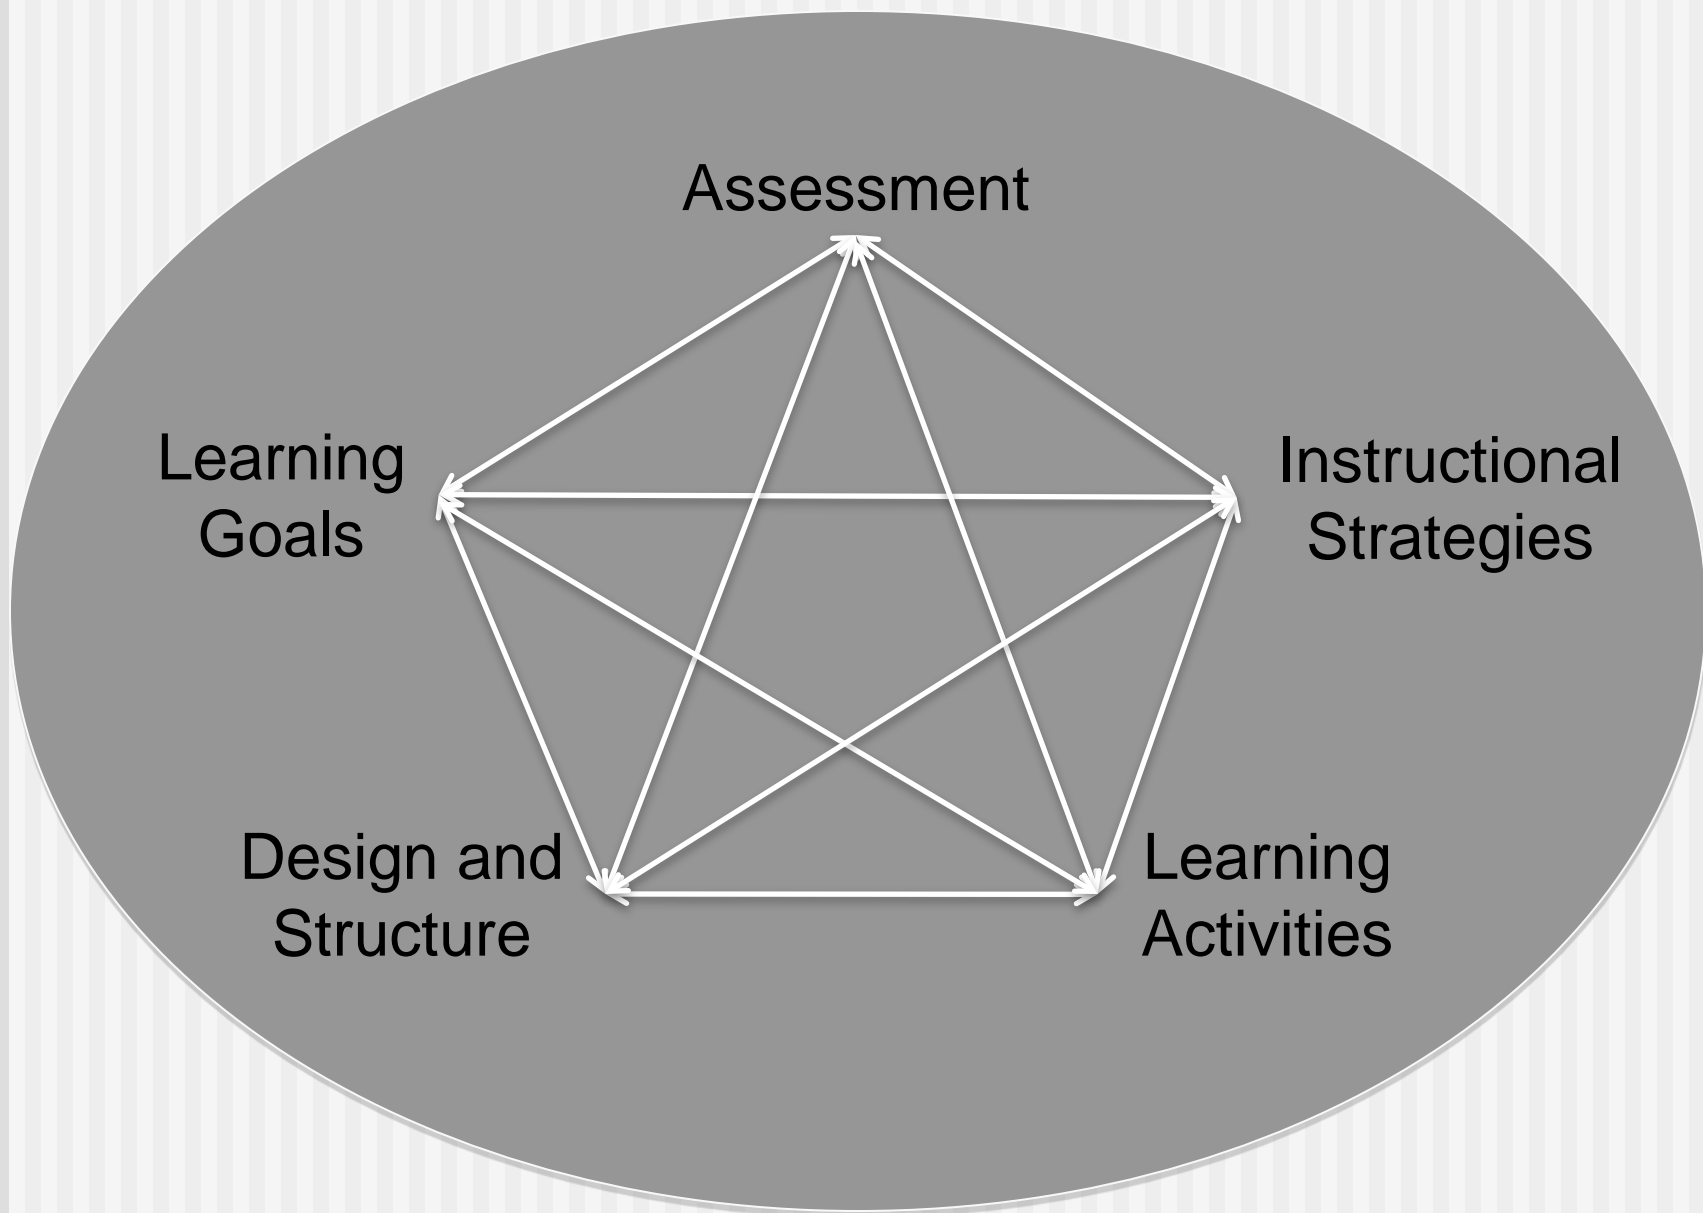 Assessment
Learning
Goals
Instructional
Strategies
Design and
Structure
Learning
Activities